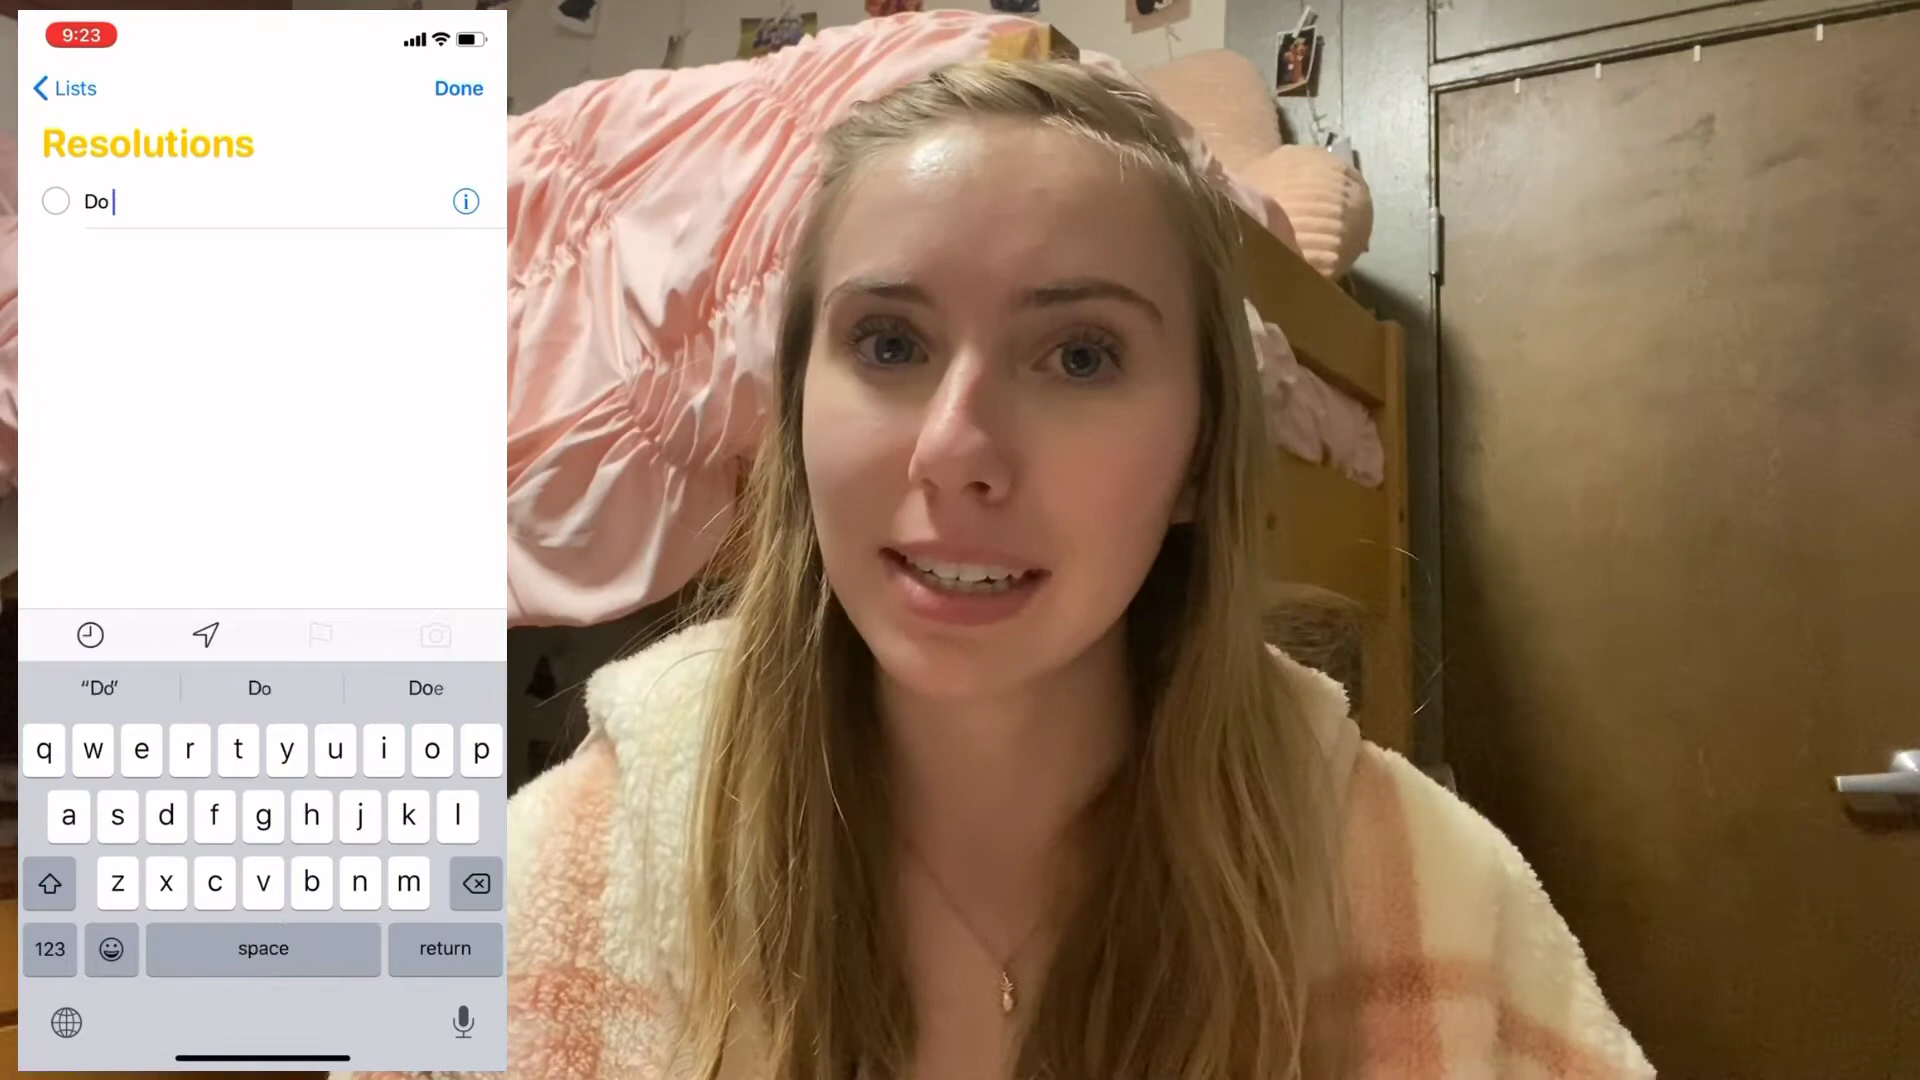 9:23
Lists Done
Resolutions
Do
"Do" Do Doe
q w e r t y u i o p
a s d f g h j k l
z x c v b n m
123 space return